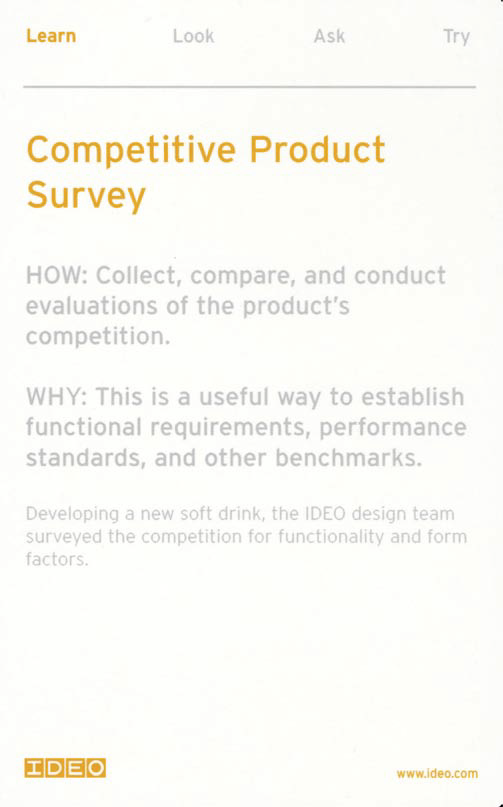 Learn Look Ask Try
Competitive Product
Survey
HOW: Collect, compare, and conduct
evaluations of the product's
competition.
WHY: This is a useful way to establish
functional requirements, performance
standards, and other benchmarks.
Developing a new soft drink, the IDEO design team
surveyed the competition for functionality and form
factors.
IDEO www.ideo.com